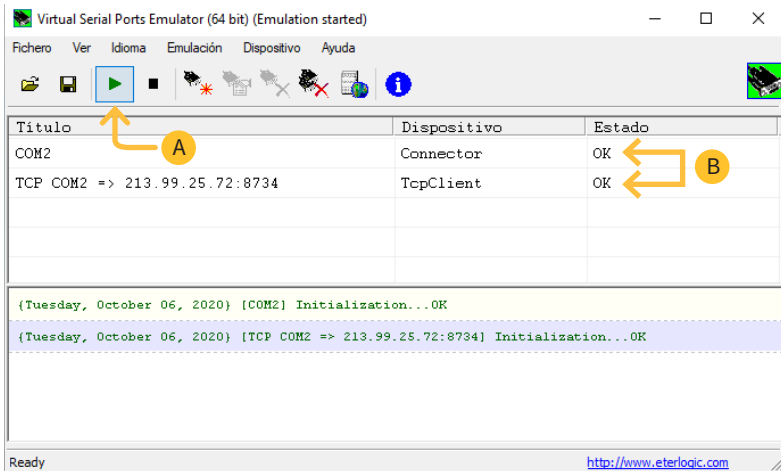 Virtual Serial Ports Emulator (64 bit) (Emulation started)
Fichero Ver Idioma Emulación Dispositivo Ayuda
Título Dispositivo Estado
A
COM2 Connector OK
B
TCP COM2 => 213.99.25.72:8734 TcpClient OK
{Tuesday, October 06, 2020} [COM2] Initialization...OK
{Tuesday, October 06, 2020} [TCP COM2 => 213.99.25.72:8734] Initialization...OK
Ready http://www.eterlogic.com